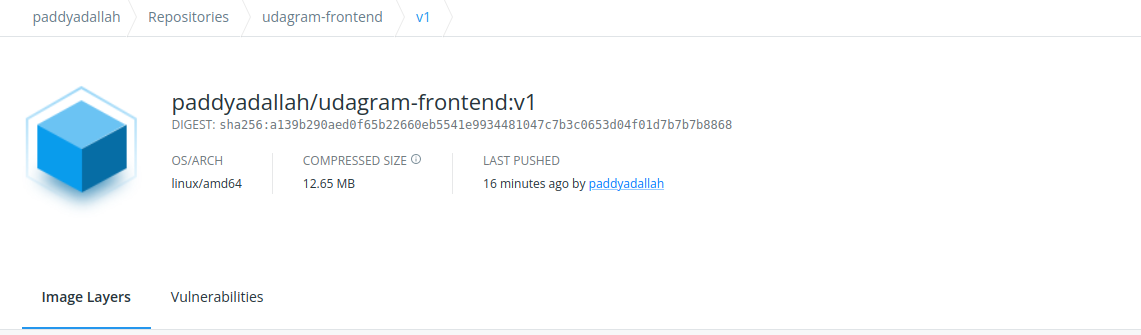 paddyadallah Repositories udagram-frontend v1
paddyadallah/udagram-frontend:v1
DIGEST: sha256:a139b290aed0f65b22660eb5541e9934481047c7b3c0653d04f01d7b7b7b8868
OS/ARCH COMPRESSED SIZE LAST PUSHED
linux/amd64 12.65 MB 16 minutes ago by paddyadallah
Image Layers Vulnerabilities